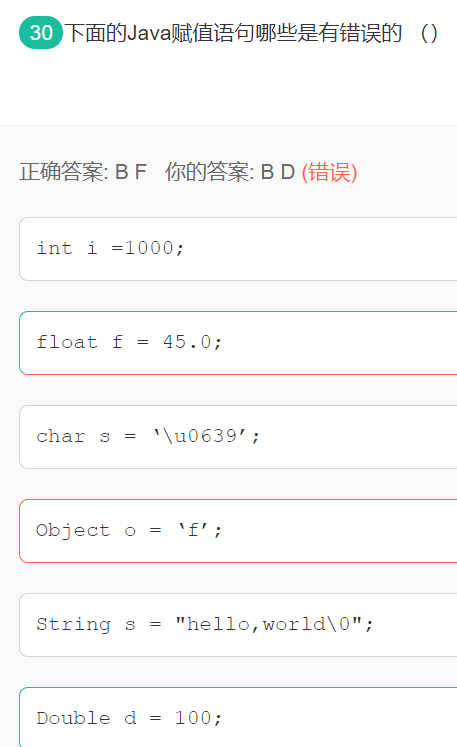 30 下面的Java赋值语句哪些是有错误的 （）
正确答案: B F 你的答案: B D (错误)
int i =1000;
float f = 45.0;
char s = ‘\u0639’;
Object o = ‘f’;
String s = "hello,world\0";
Double d = 100;